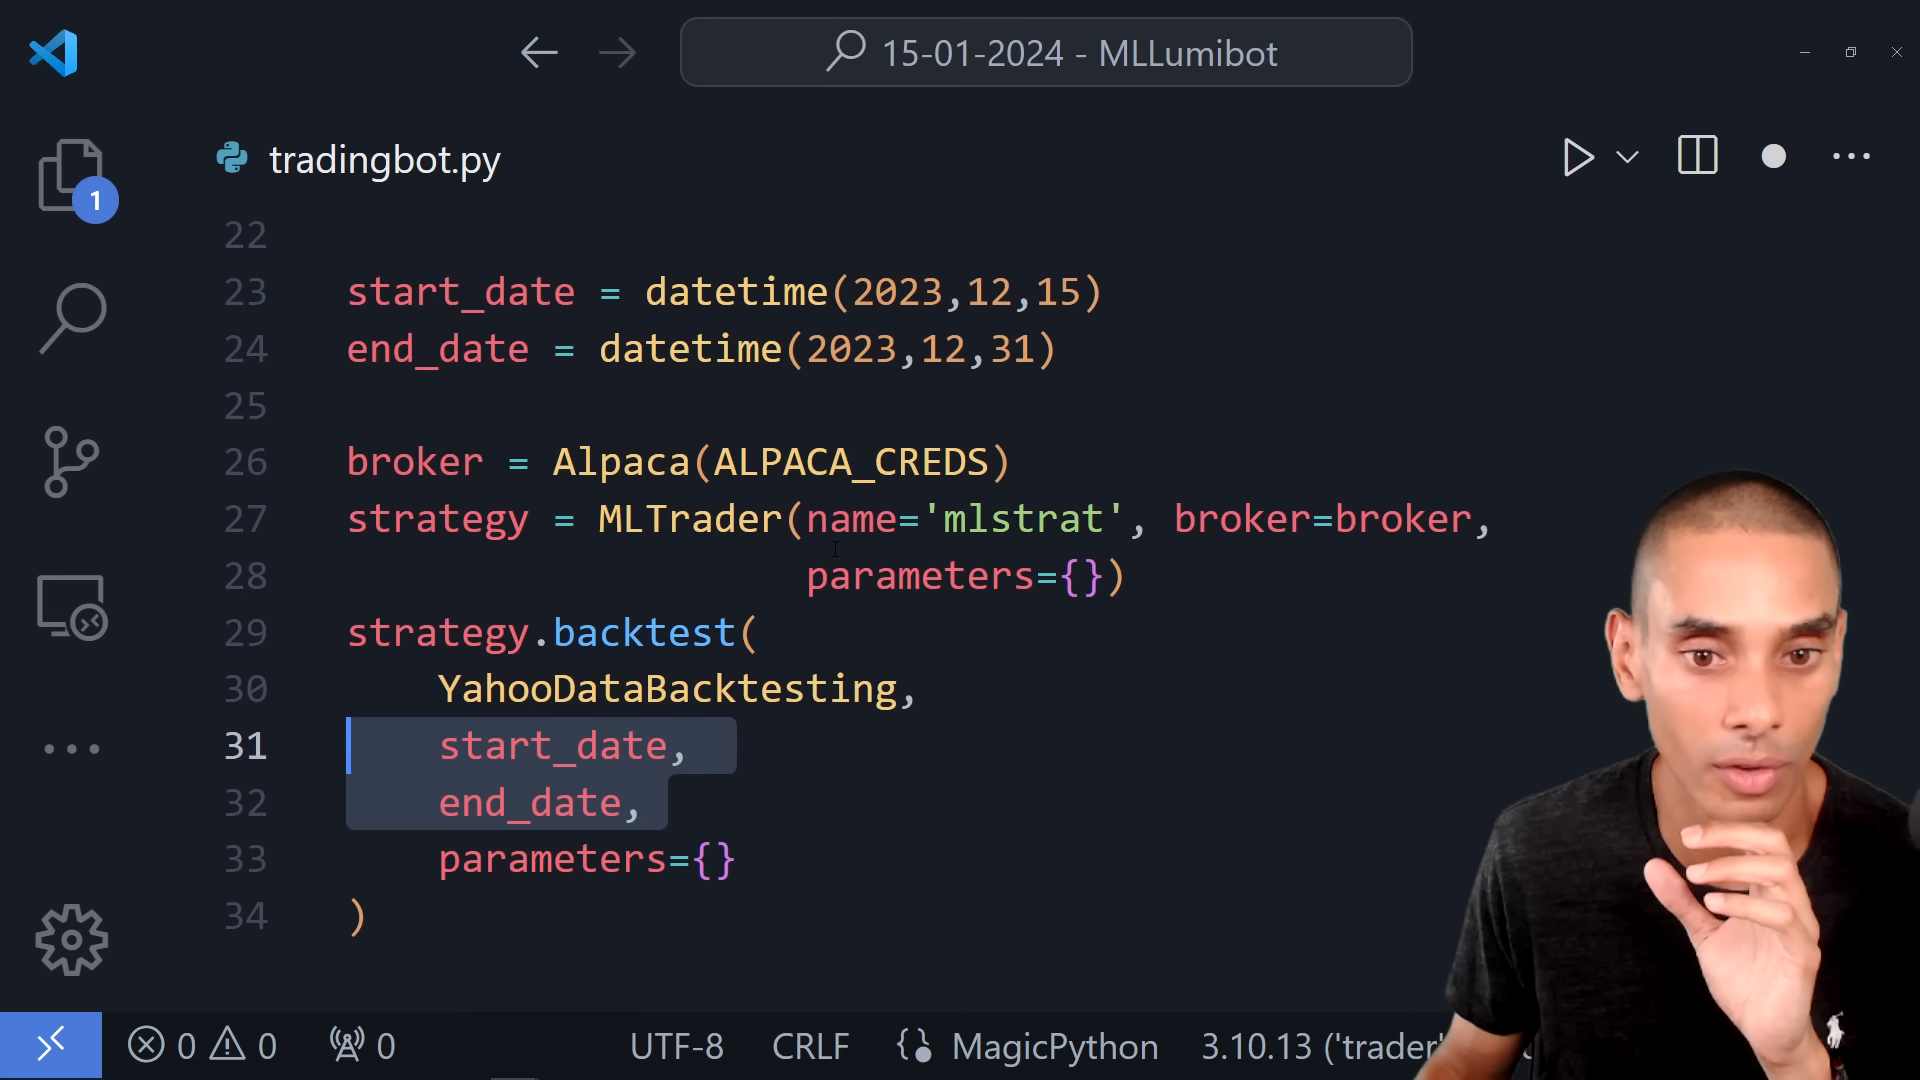 15-01-2024 - MLLumibot
1
tradingbot.py
22
23 start_date = datetime(2023,12,15)
24 end_date = datetime(2023,12,31)
25
26 broker = Alpaca(ALPACA_CREDS)
27 strategy = MLTrader(name='mlstrat', broker=broker,
28 parameters={})
29 strategy.backtest(
30 YahooDataBacktesting,
31 start_date,
32 end_date,
33 parameters={}
34 )
0 0 0 UTF-8 CRLF MagicPython 3.10.13 ('trader'